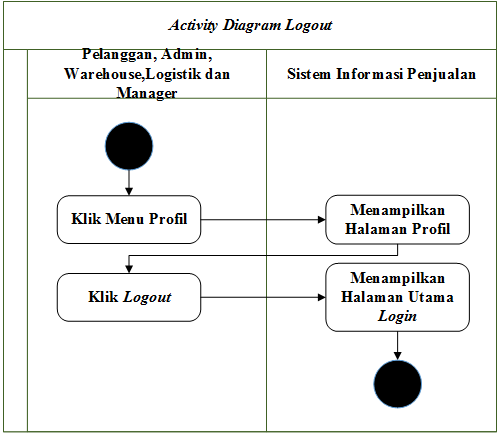 Activity Diagram Logout
Pelanggan, Admin,
Warehouse,Logistik dan
Manager
Sistem Informasi Penjualan
Klik Menu Profil
Menampilkan
Halaman Profil
Klik Logout
Menampilkan
Halaman Utama
Login